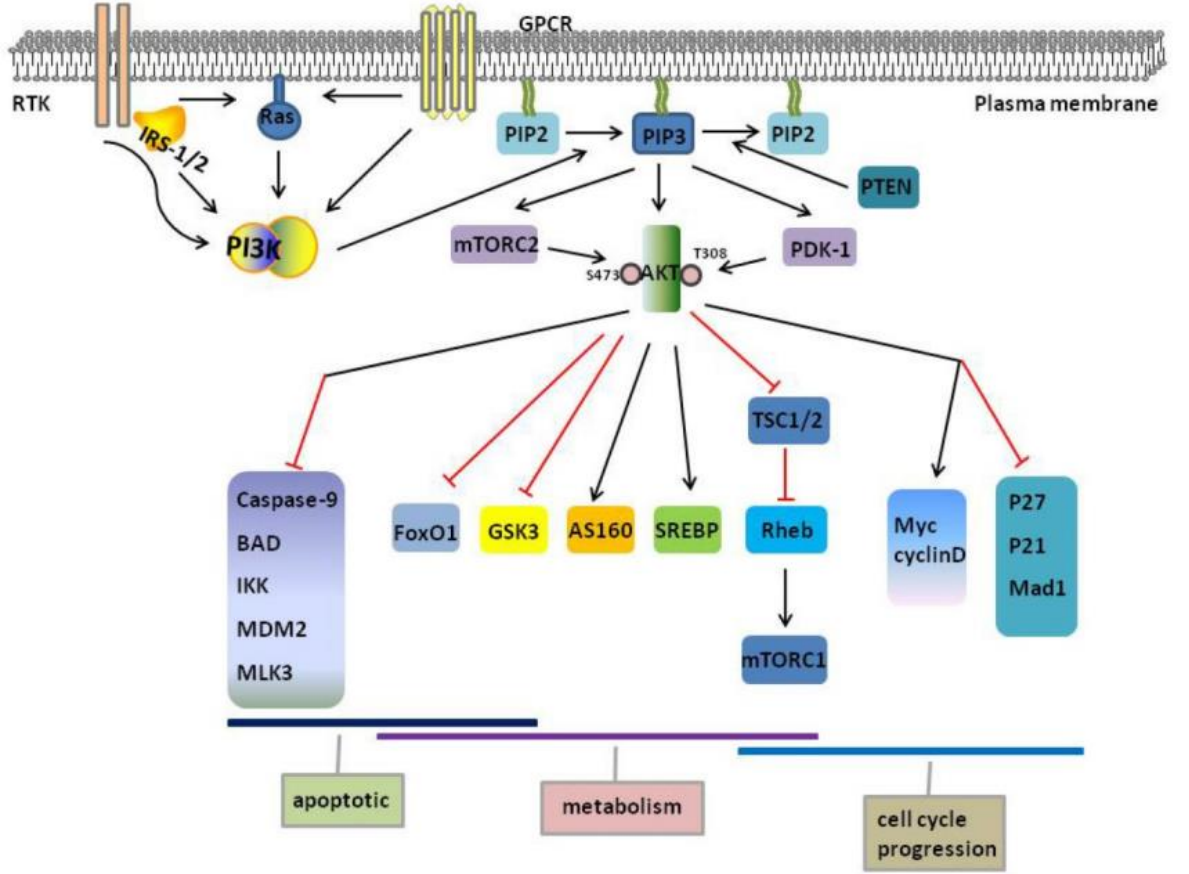 GPCR
RTK
Plasma membrane
IRS-1/2
Ras
PIP2
PIP3
PIP2
PTEN
PI3K
mTORC2
PDK-1
S473
AKT
T308
TSC1/2
Caspase-9
BAD
IKK
MDM2
MLK3
FoxO1
GSK3
AS160
SREBP
Rheb
mTORC1
Myc
cyclinD
P27
P21
Mad1
apoptotic
metabolism
cell cycle
progression